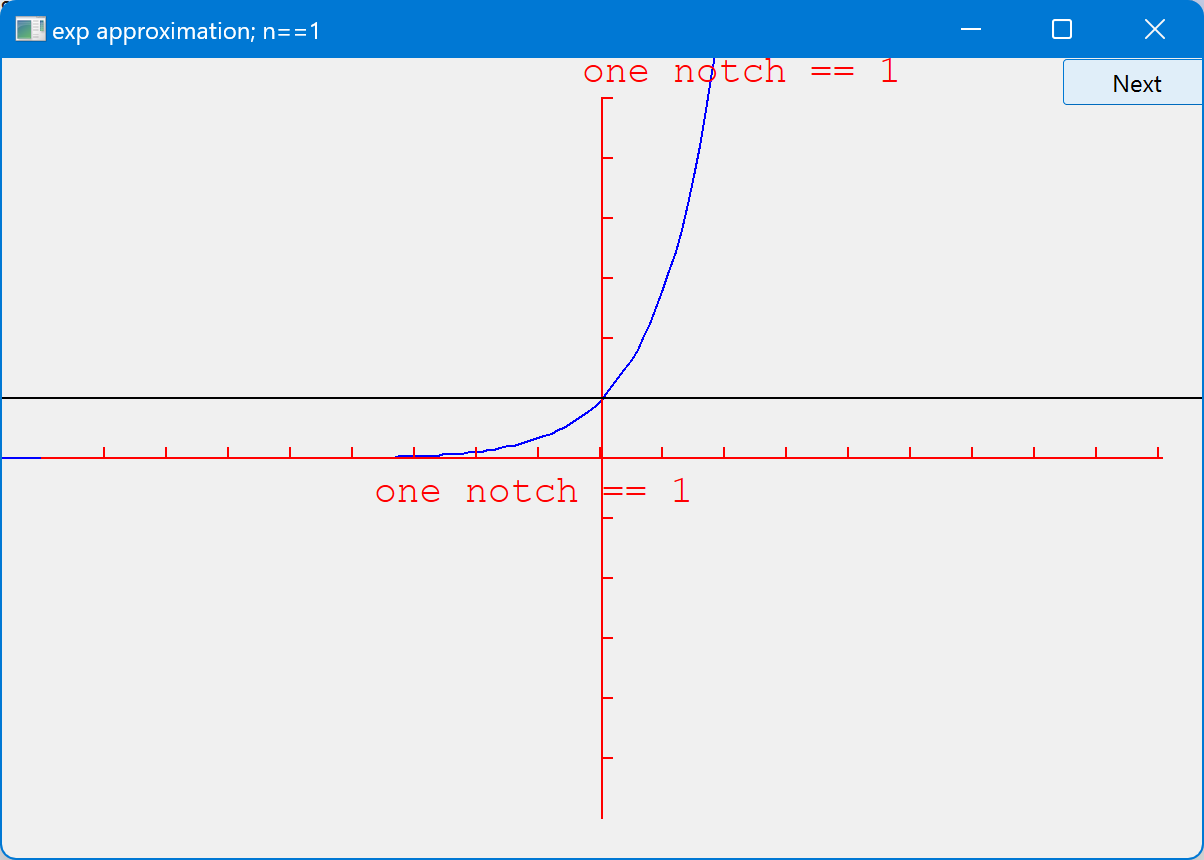 exp approximation; n==1
one notch == 1
Next
one notch == 1